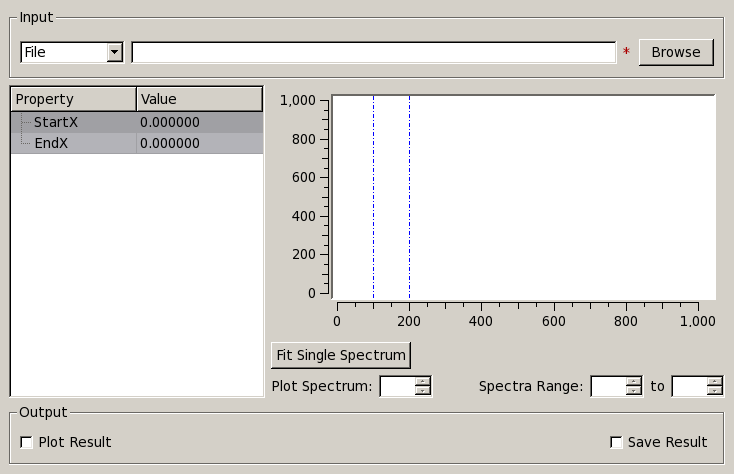 Input
File * Browse
Property Value
StartX 0.000000
EndX 0.000000
1,000
800
600
400
200
0
0 200 400 600 800 1,000
Fit Single Spectrum
Plot Spectrum: Spectra Range: to
Output
Plot Result Save Result